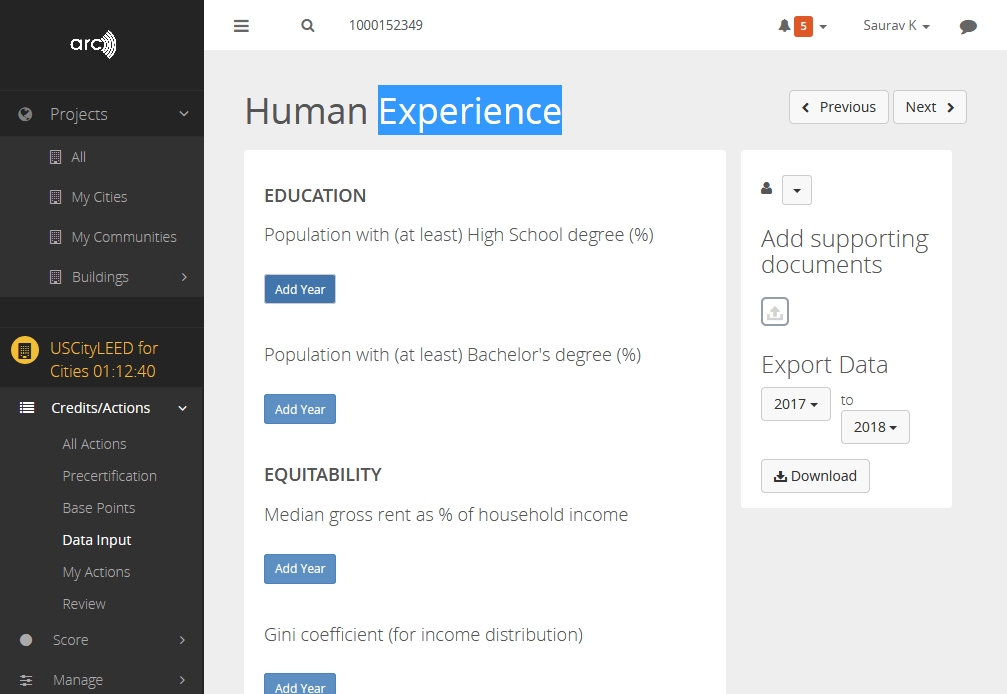 arc
Projects
All
My Cities
My Communities
Buildings
USCityLEED for
Cities 01:12:40
Credits/Actions
All Actions
Precertification
Base Points
Data Input
My Actions
Review
Score
Manage
1000152349
5
Saurav K
Human Experience
Previous
Next
EDUCATION
Population with (at least) High School degree (%)
Add Year
Population with (at least) Bachelor's degree (%)
Add Year
EQUITABILITY
Median gross rent as % of household income
Add Year
Gini coefficient (for income distribution)
Add Year
Add supporting
documents
Export Data
2017 to
2018
Download